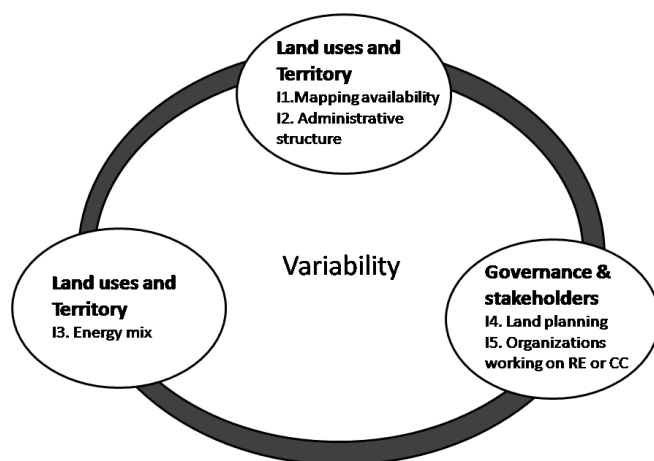 Land uses and
Territory
I1.Mapping availability
I2. Administrative
structure
Variability
Land uses and
Territory
I3. Energy mix
Governance &
stakeholders
I4. Land planning
I5. Organizations
working on RE or CC